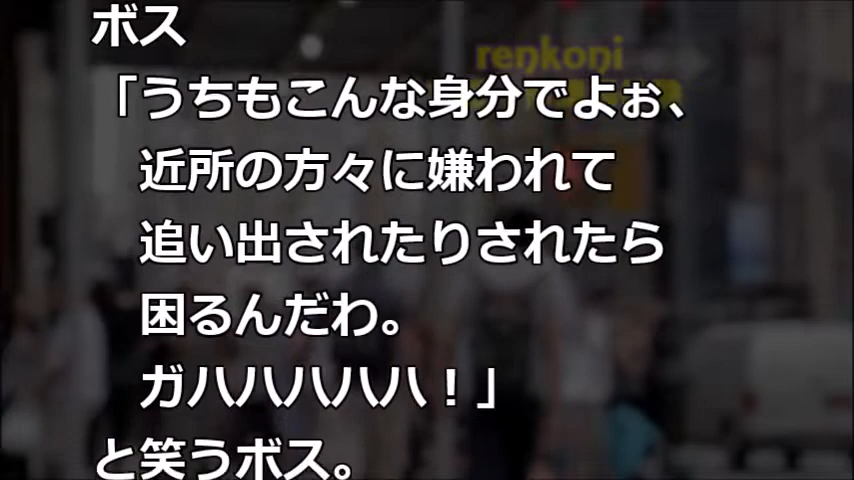 ボス
renkoni
「うちもこんな身分でよぉ、
近所の方々に嫌われて
追い出されたりされたら
困るんだわ。
ガハハハハハ！」
と笑うボス。